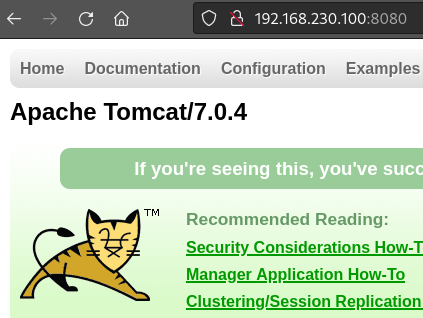 192.168.230.100:8080
Home Documentation Configuration Examples
Apache Tomcat/7.0.4
If you're seeing this, you've succ
TM
Recommended Reading:
Security Considerations How-T
Manager Application How-To
Clustering/Session Replication